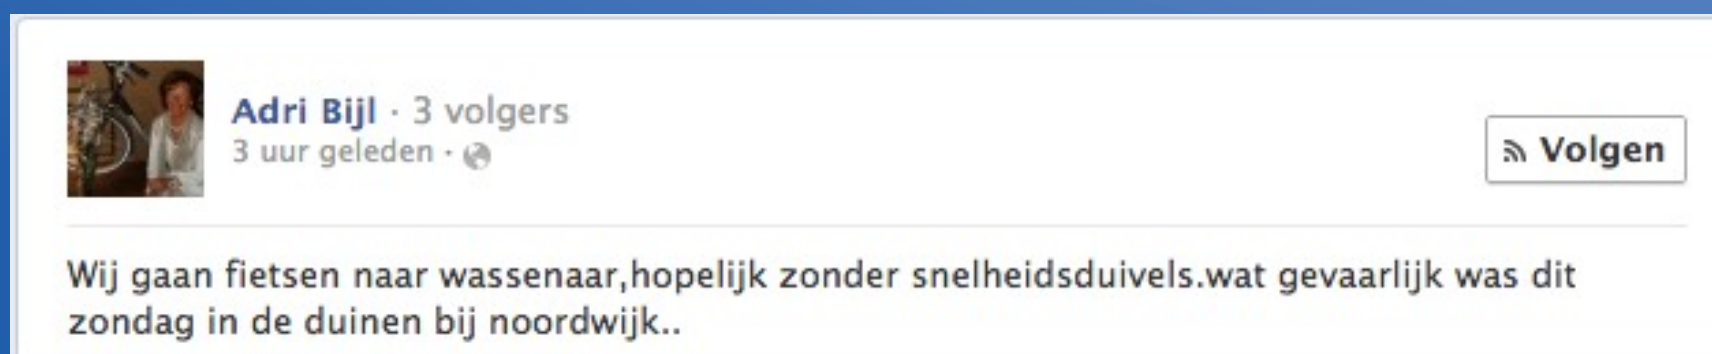 Adri Bijl · 3 volgers
3 uur geleden ·
Volgen
Wij gaan fietsen naar wassenaar,hopelijk zonder snelheidsduivels.wat gevaarlijk was dit
zondag in de duinen bij noordwijk..